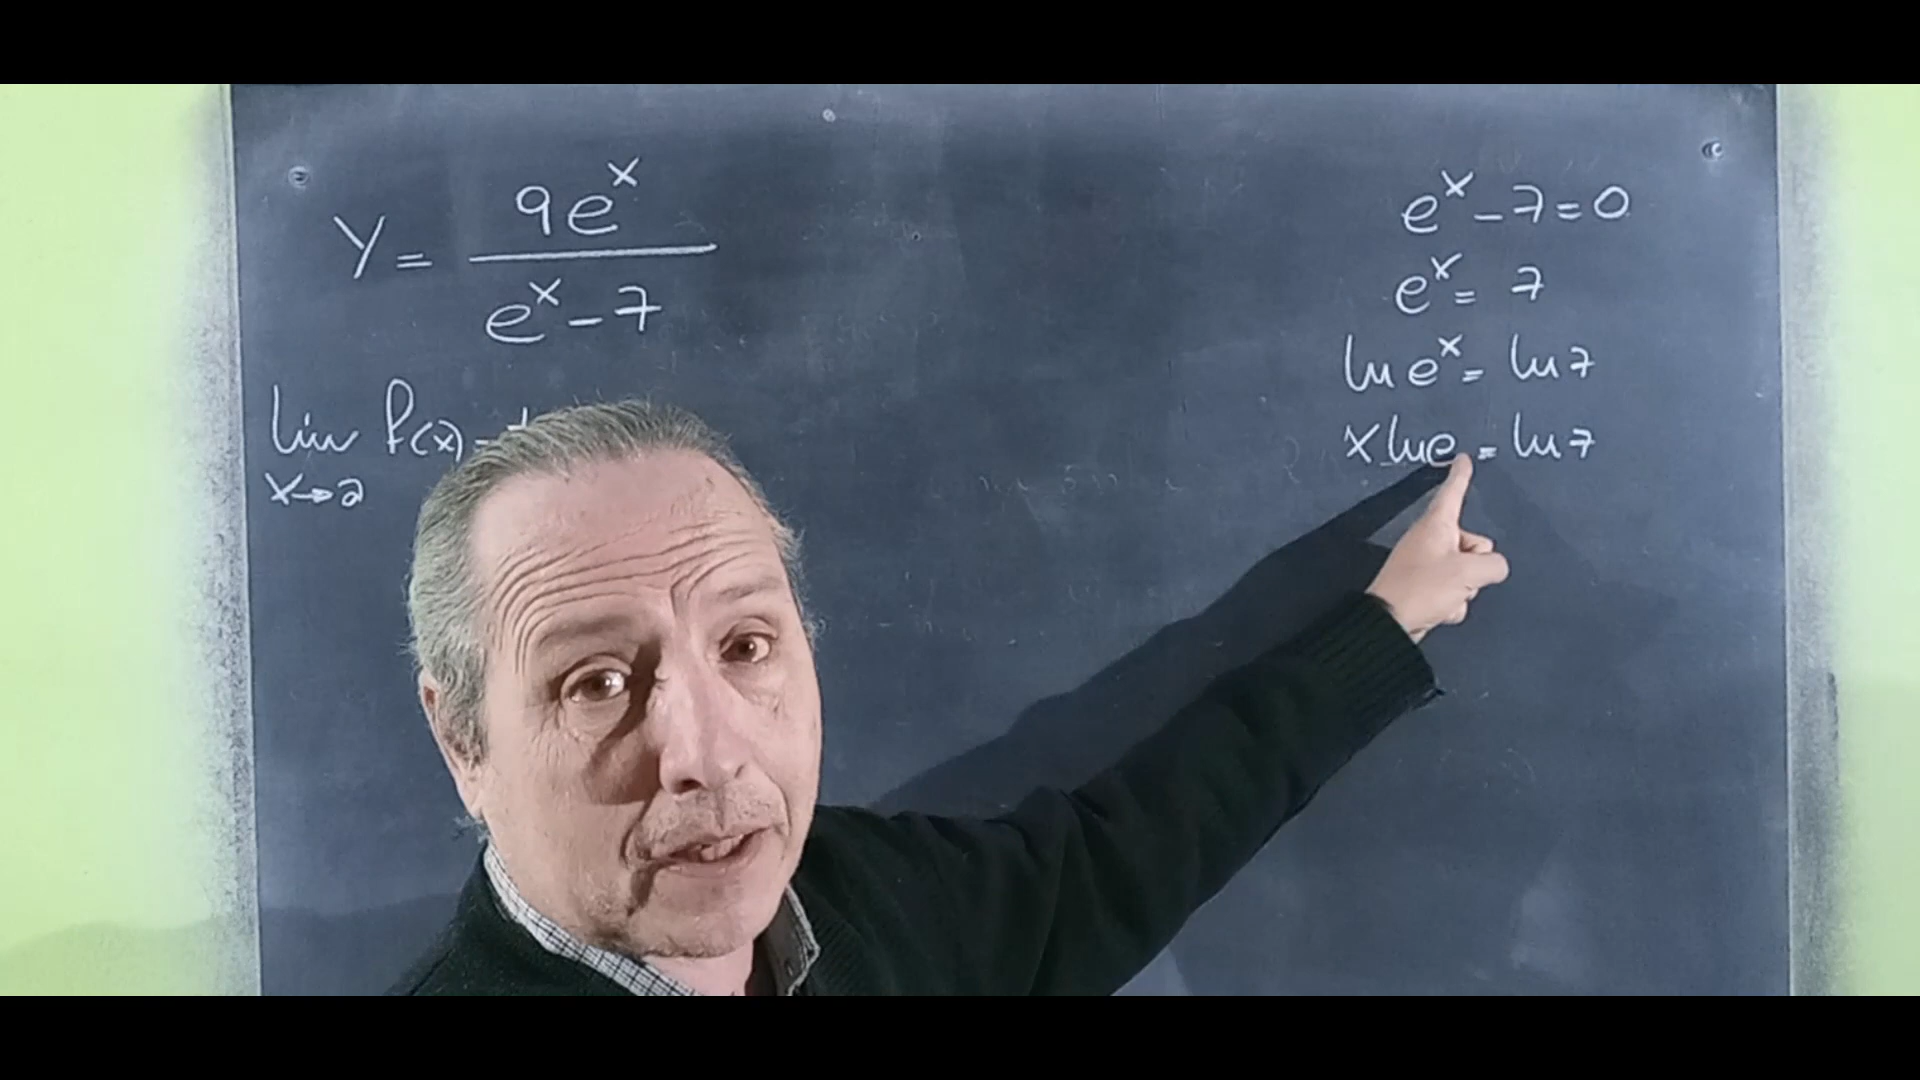 y = 9e^x / (e^x - 7)
lim f(x) =
x→a
e^x - 7 = 0
e^x = 7
ln e^x = ln 7
x ln e = ln 7